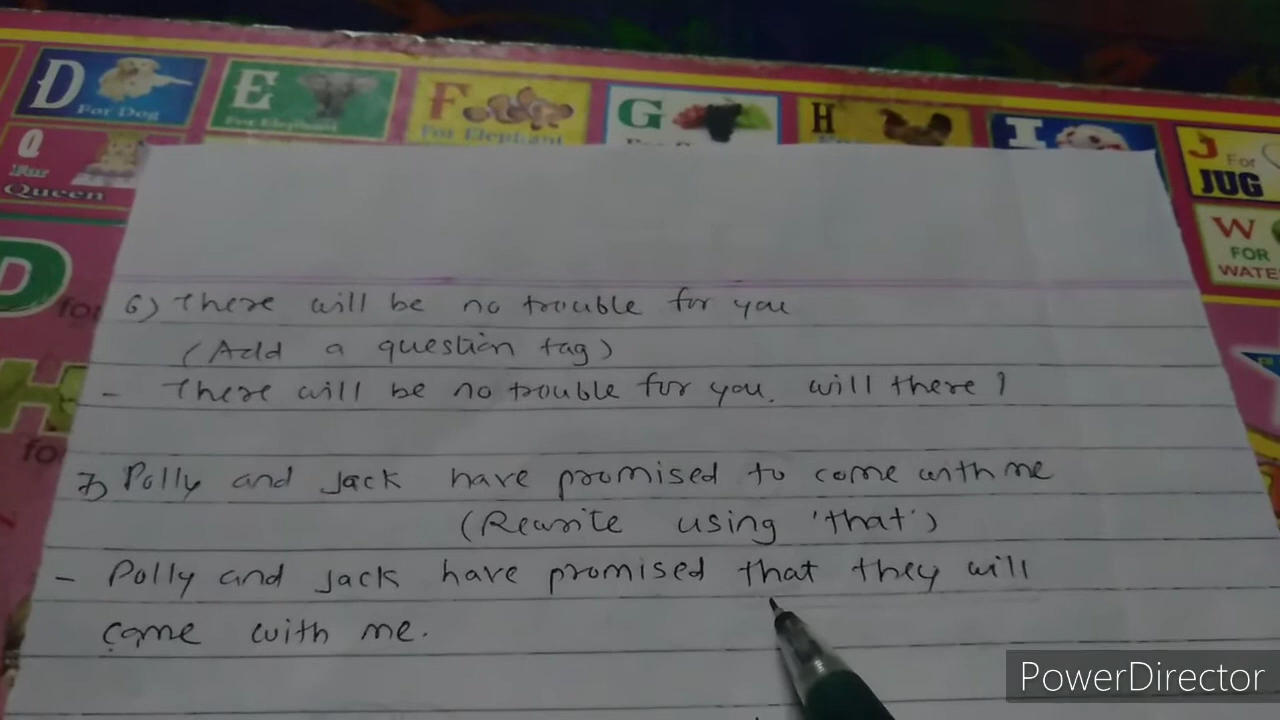 D
For Dog
E
For Elephant
F
For Elephant
G
H
I
J For
JUG
Q
For
Queen
W
FOR
WATE
D
for
H
for
6) There will be no trouble for you
(Add a question tag)
- There will be no trouble for you. will there ?
7) Polly and Jack have promised to come with me
(Rewrite using 'that')
- Polly and Jack have promised that they will
come with me.
PowerDirector